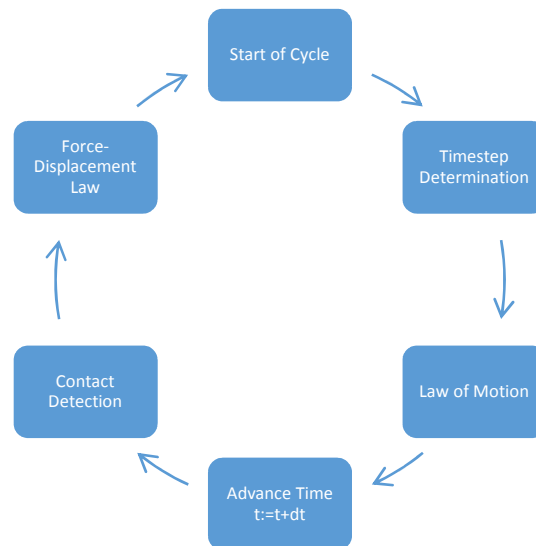 Start of Cycle
Timestep
Determination
Law of Motion
Advance Time
t:=t+dt
Contact
Detection
Force-
Displacement
Law